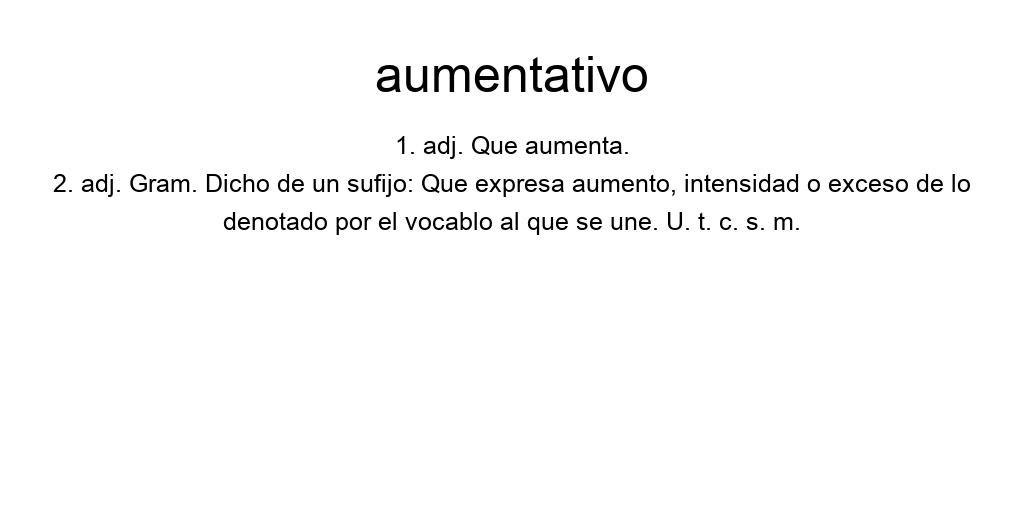 aumentativo
1. adj. Que aumenta.
2. adj. Gram. Dicho de un sufijo: Que expresa aumento, intensidad o exceso de lo
denotado por el vocablo al que se une. U. t. c. s. m.